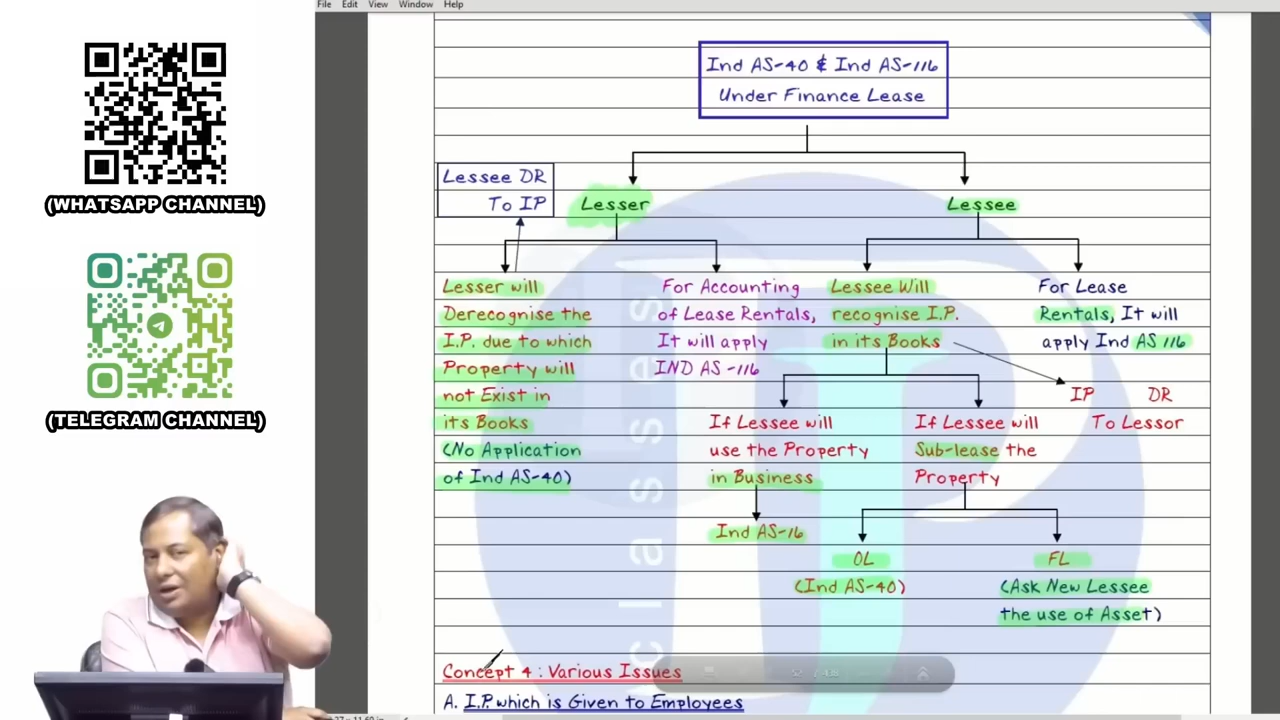 File Edit View Window Help
(WHATSAPP CHANNEL)
(TELEGRAM CHANNEL)
Ind AS-40 & Ind AS-116
Under Finance Lease
Lessee DR
To IP
Lesser
Lessee
Lesser will
Derecognise the
I.P. due to which
Property will
not Exist in
its Books
(No Application
of Ind AS-40)
For Accounting
of Lease Rentals,
It will apply
IND AS -116
Lessee Will
recognise I.P.
in its Books
For Lease
Rentals, It will
apply Ind AS 116
IP DR
To Lessor
If Lessee will
use the Property
in Business
Ind AS-16
If Lessee will
Sub-lease the
Property
OL
(Ind AS-40)
FL
(Ask New Lessee
the use of Asset)
classes
Concept 4 : Various Issues
A. I.P. which is Given to Employees